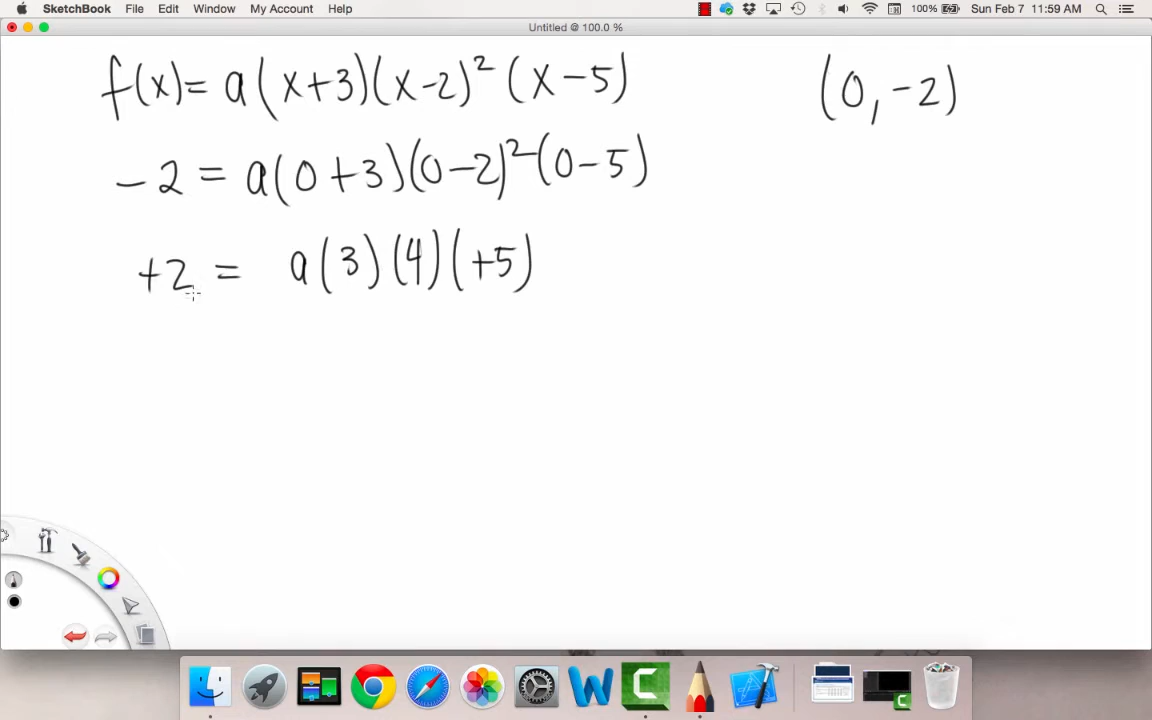 SketchBook File Edit Window My Account Help 100% Sun Feb 7 11:59 AM
Untitled @ 100.0 %
f(x)= a(x+3)(x-2)² (x-5) (0,-2)
-2 = a(0+3)(0-2)²(0-5)
+2 = a(3)(4)(+5)